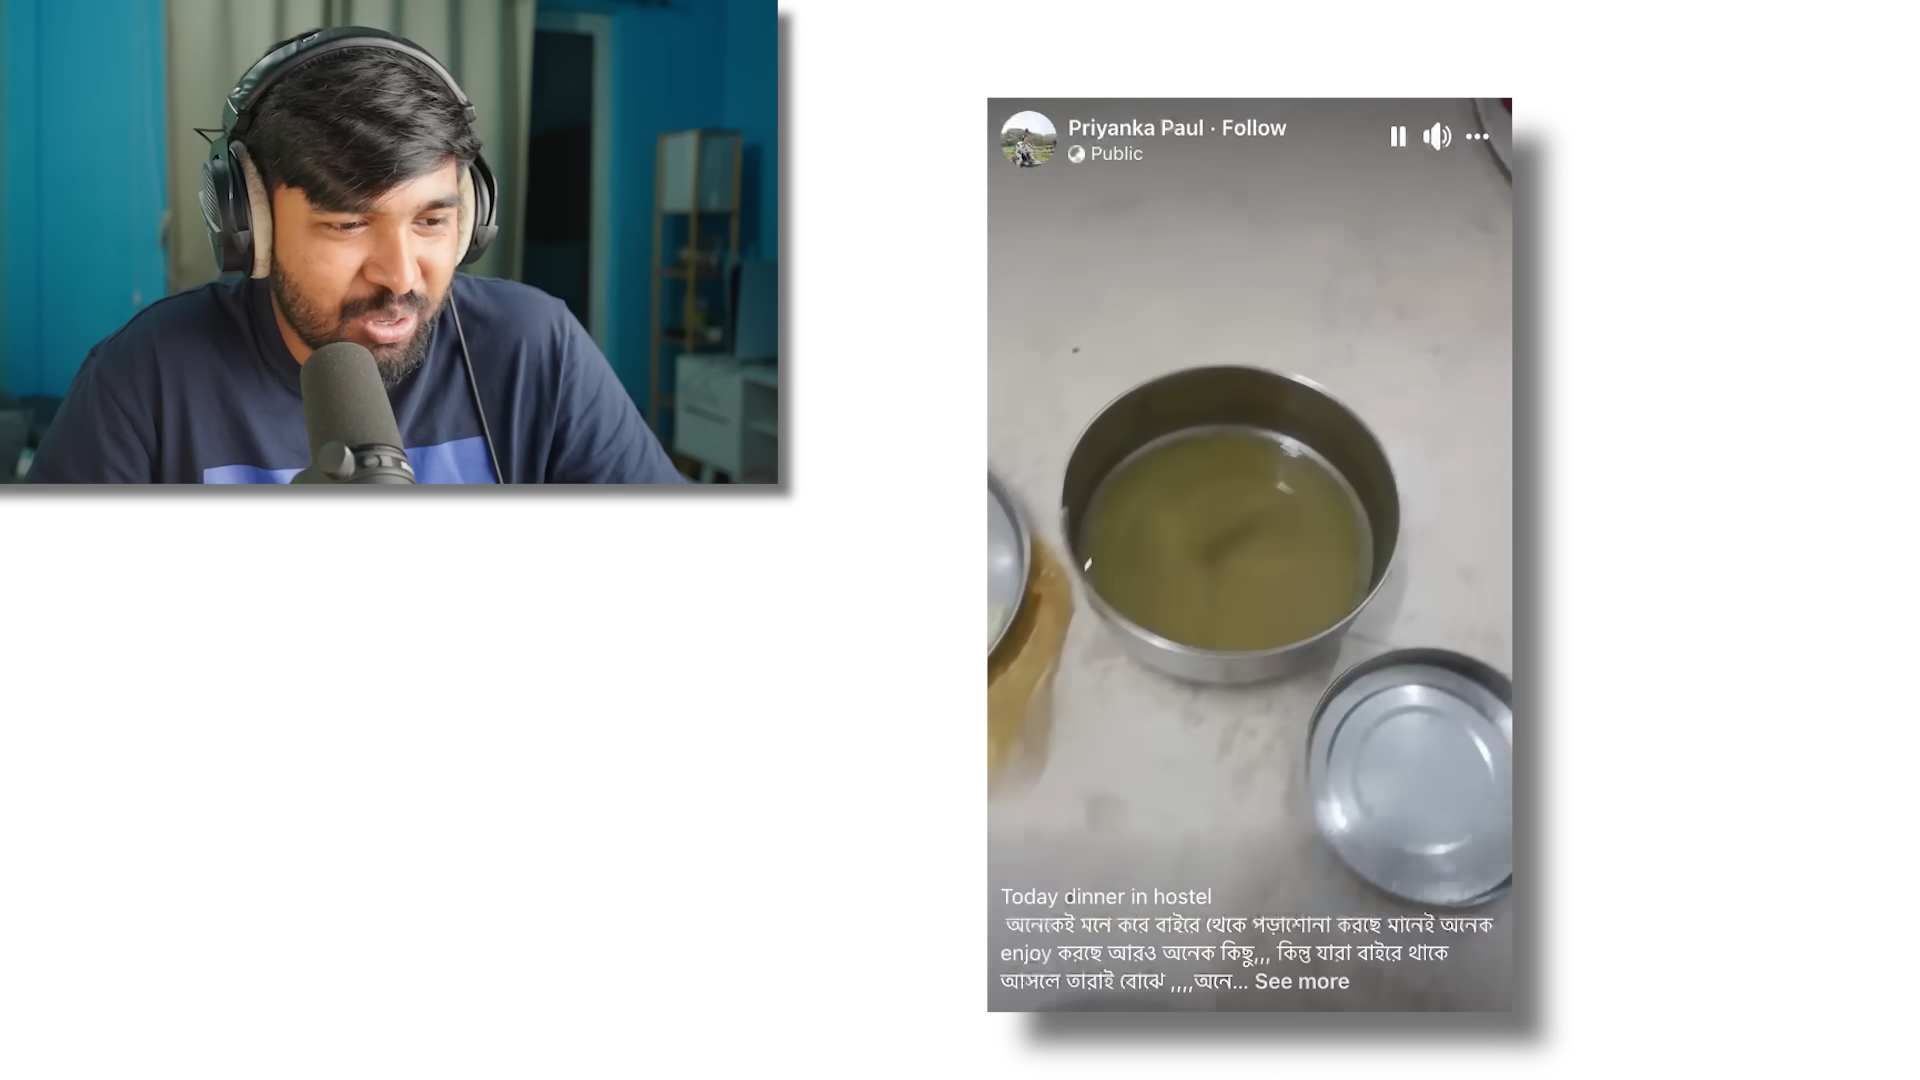 Priyanka Paul · Follow
Public
Today dinner in hostel
অনেকেই মনে করে বাইরে থেকে পড়াশোনা করছে মানেই অনেক
enjoy করছে আরও অনেক কিছু,,, কিন্তু যারা বাইরে থাকে
আসলে তারাই বোঝে ,,,,অনে... See more